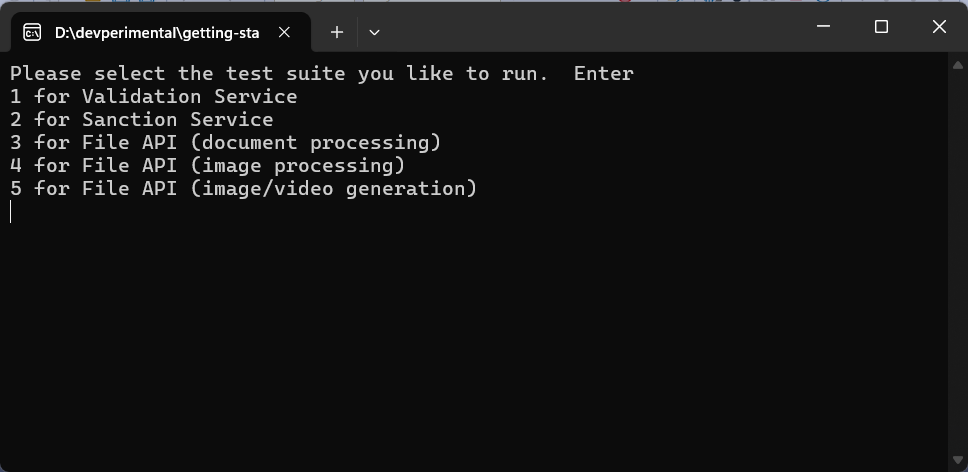 D:\devperimental\getting-sta
Please select the test suite you like to run.  Enter
1 for Validation Service
2 for Sanction Service
3 for File API (document processing)
4 for File API (image processing)
5 for File API (image/video generation)